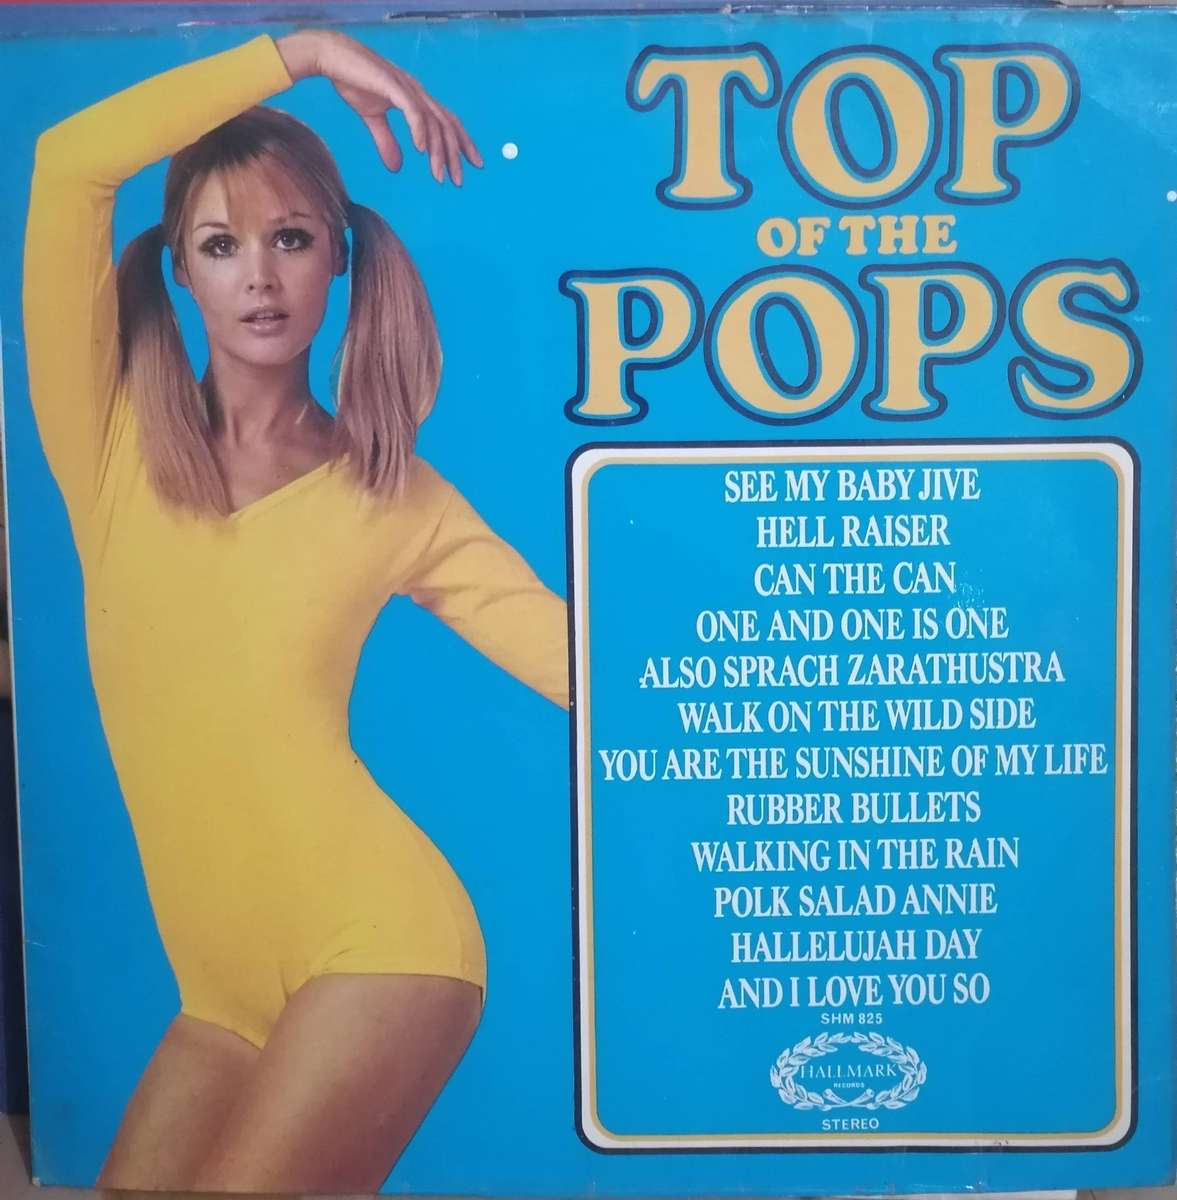 TOP
OF THE
POPS
SEE MY BABY JIVE
HELL RAISER
CAN THE CAN
ONE AND ONE IS ONE
ALSO SPRACH ZARATHUSTRA
WALK ON THE WILD SIDE
YOU ARE THE SUNSHINE OF MY LIFE
RUBBER BULLETS
WALKING IN THE RAIN
POLK SALAD ANNIE
HALLELUJAH DAY
AND I LOVE YOU SO
SHM 825
HALLMARK
RECORDS
STEREO